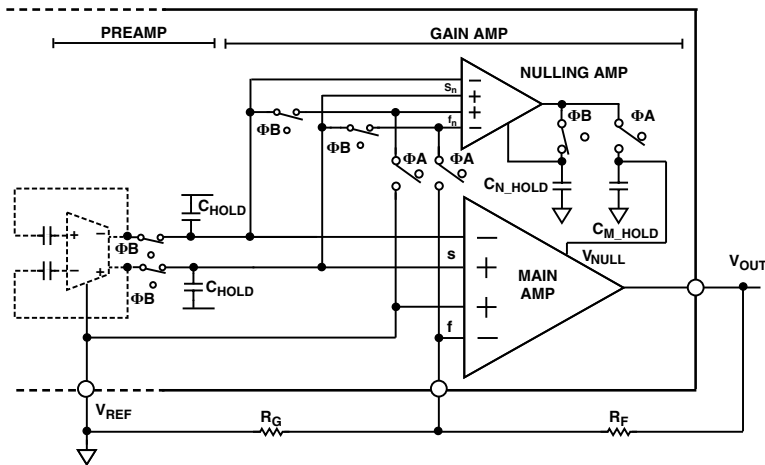 PREAMP
GAIN AMP
NULLING AMP
−
Sn
+
+
fn
−
ΦB
ΦB
ΦA
ΦA
ΦB
ΦA
CN_HOLD
CM_HOLD
CHOLD
+
−
−
+
ΦB
ΦB
CHOLD
−
s
+
MAIN
AMP
+
f
−
VNULL
VOUT
VREF
RG
RF